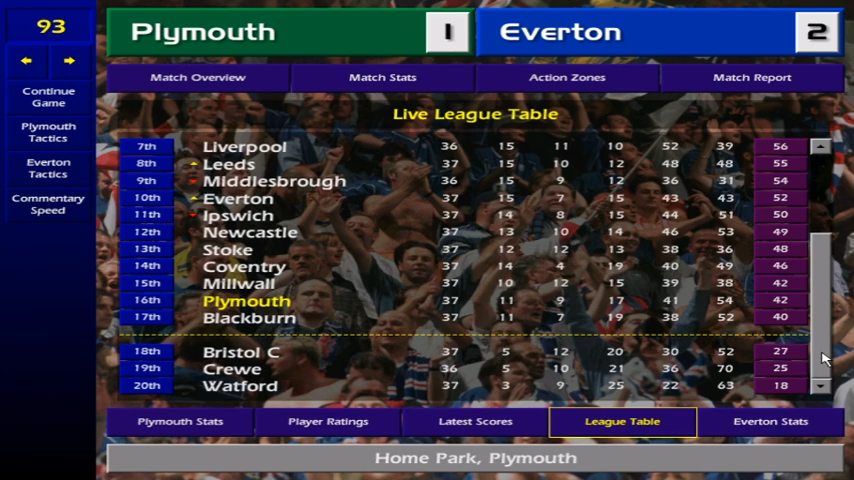 93
Plymouth 1 Everton 2
Match Overview Match Stats Action Zones Match Report
Continue Game
Plymouth Tactics
Everton Tactics
Commentary Speed
Live League Table
7th Liverpool 36 15 11 10 52 39 56
8th Leeds 37 15 10 12 48 48 55
9th Middlesbrough 36 15 9 12 36 31 54
10th Everton 37 15 7 15 43 43 52
11th Ipswich 37 14 8 15 44 51 50
12th Newcastle 37 13 10 14 46 53 49
13th Stoke 37 12 12 13 38 36 48
14th Coventry 37 14 4 19 40 49 46
15th Millwall 37 10 12 15 39 38 42
16th Plymouth 37 11 9 17 41 54 42
17th Blackburn 37 11 7 19 38 52 40
18th Bristol C 37 5 12 20 30 52 27
19th Crewe 36 5 10 21 36 70 25
20th Watford 37 3 9 25 22 63 18
Plymouth Stats Player Ratings Latest Scores League Table Everton Stats
Home Park, Plymouth